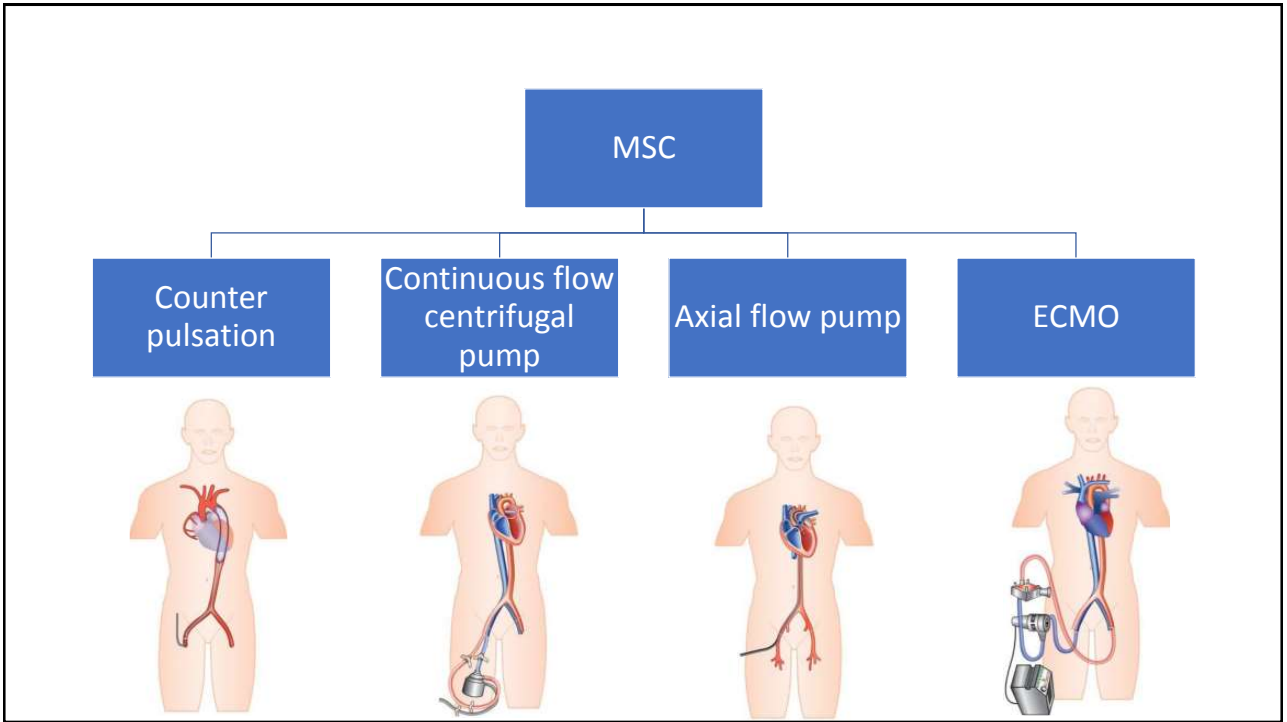 MSC
Counter
pulsation
Continuous flow
centrifugal
pump
Axial flow pump
ECMO